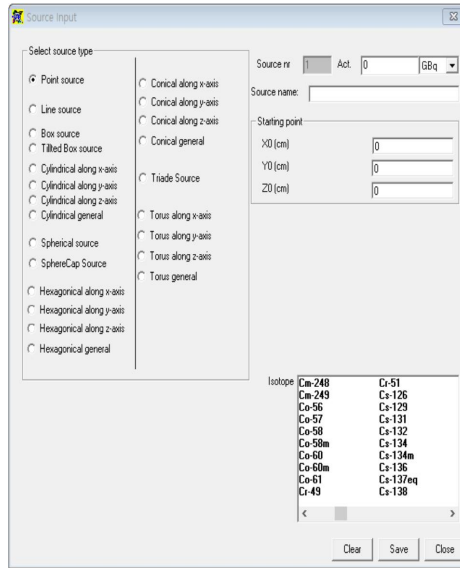 Source Input
Select source type
Point source
Line source
Box source
Tillted Box source
Cylindrical along x-axis
Cylindrical along y-axis
Cylindrical along z-axis
Cylindrical general
Spherical source
SphereCap Source
Hexagonical along x-axis
Hexagonical along y-axis
Hexagonical along z-axis
Hexagonical general
Conical along x-axis
Conical along y-axis
Conical along z-axis
Conical general
Triade Source
Torus along x-axis
Torus along y-axis
Torus along z-axis
Torus general
Source nr 1 Act. 0 GBq
Source name:
Starting point
X0 (cm) 0
Y0 (cm) 0
Z0 (cm) 0
Isotope
Cm-248 Cr-51
Cm-249 Cs-126
Co-56 Cs-129
Co-57 Cs-131
Co-58 Cs-132
Co-58m Cs-134
Co-60 Cs-134m
Co-60m Cs-136
Co-61 Cs-137eq
Cr-49 Cs-138
Clear Save Close